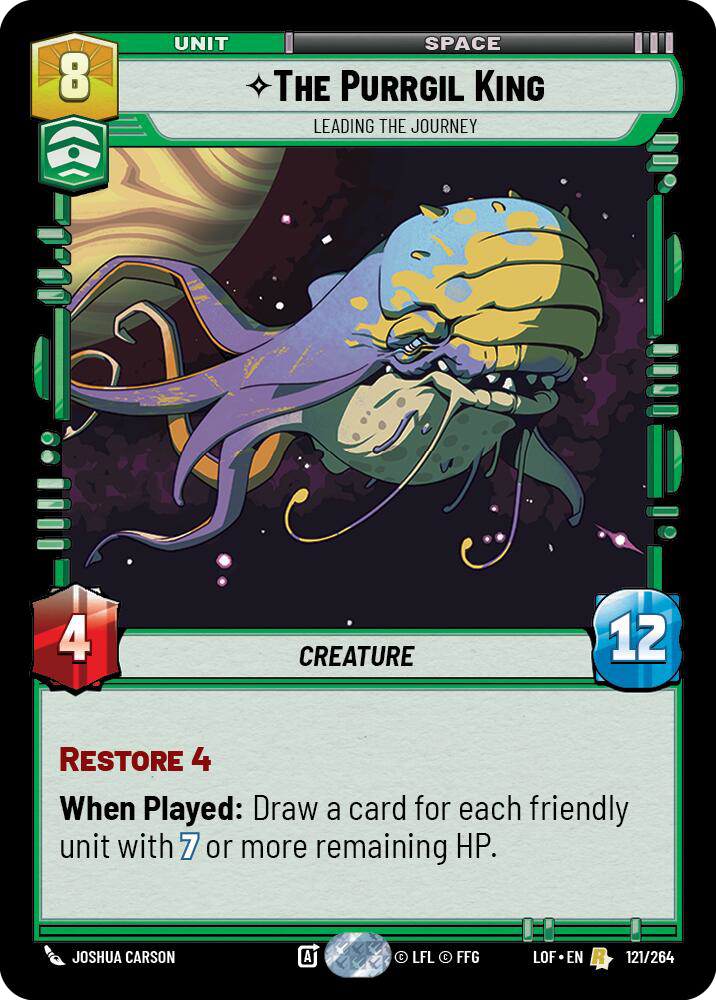 UNIT
SPACE
8
✧THE PURRGIL KING
LEADING THE JOURNEY
4
CREATURE
12
RESTORE 4
When Played: Draw a card for each friendly
unit with 7 or more remaining HP.
JOSHUA CARSON
A
© LFL © FFG
LOF • EN
R
121/264